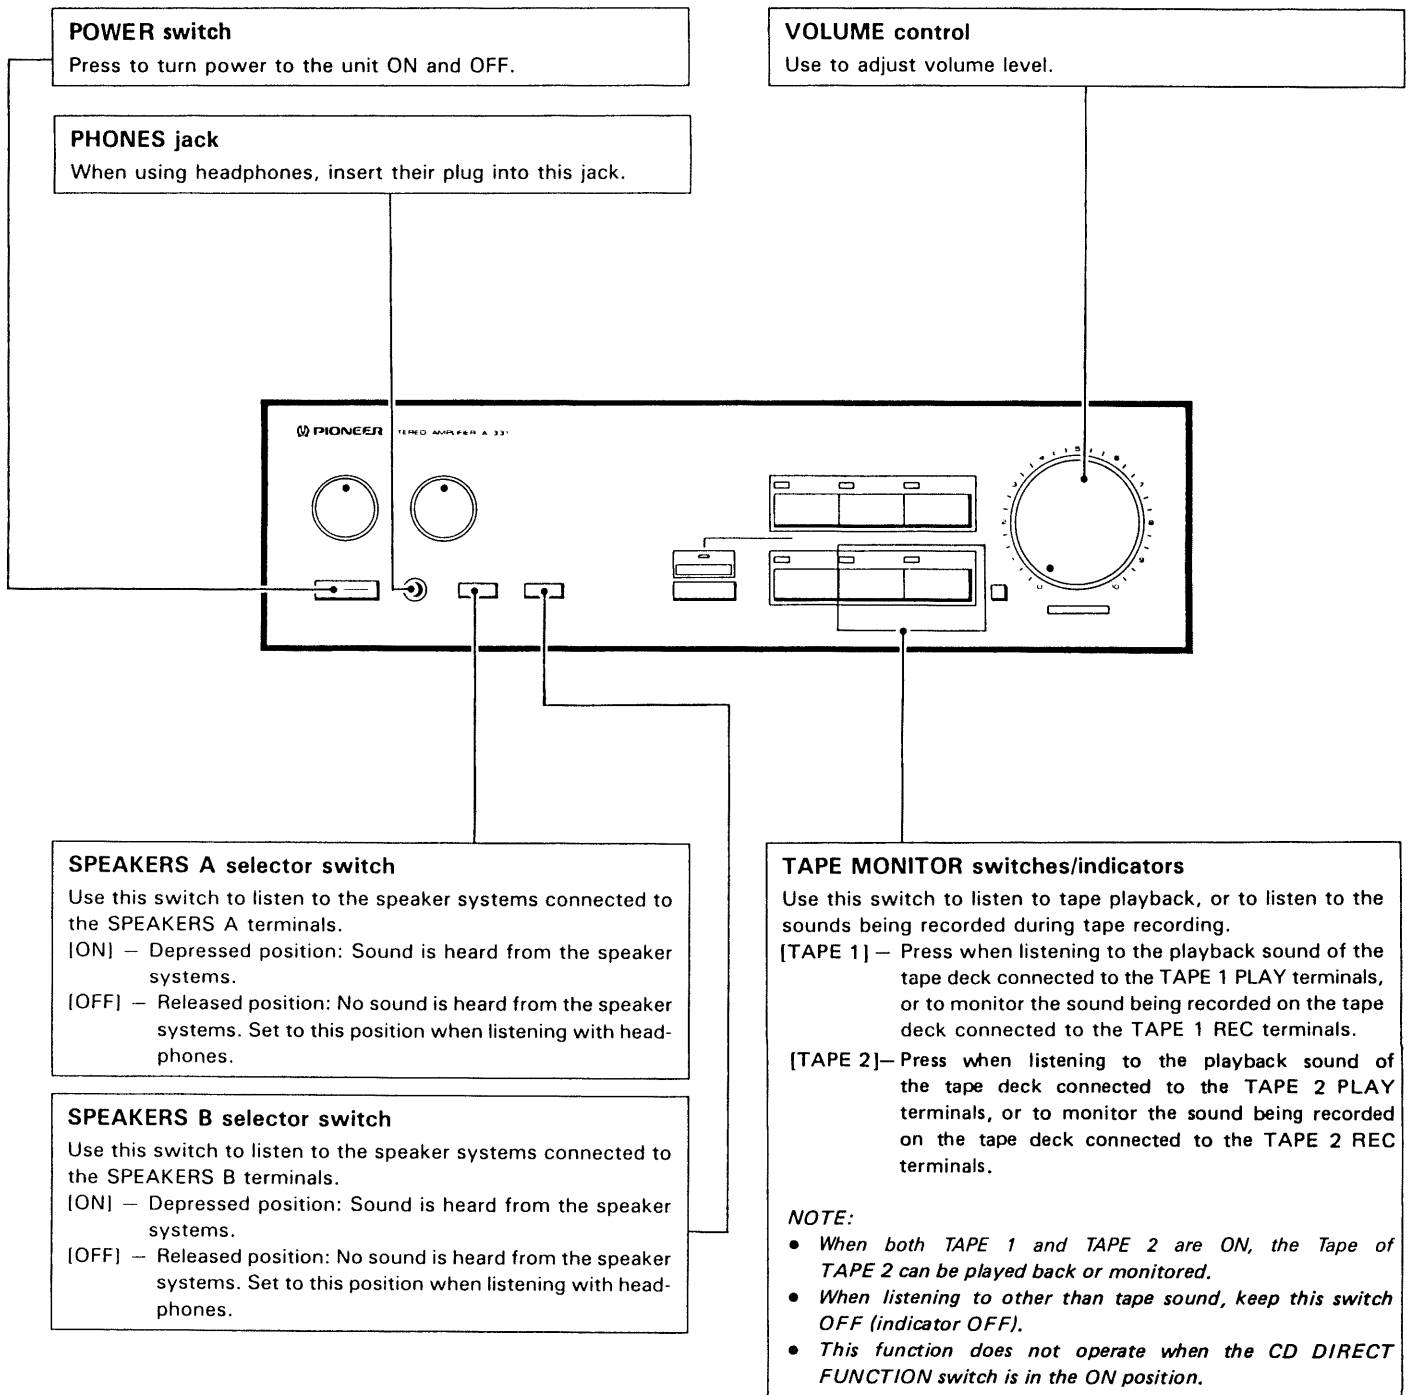 POWER switch
Press to turn power to the unit ON and OFF.
VOLUME control
Use to adjust volume level.
PHONES jack
When using headphones, insert their plug into this jack.
PIONEER
SPEAKERS A selector switch
Use this switch to listen to the speaker systems connected to
the SPEAKERS A terminals.
[ON] — Depressed position: Sound is heard from the speaker
systems.
[OFF] — Released position: No sound is heard from the speaker
systems. Set to this position when listening with head-
phones.
SPEAKERS B selector switch
Use this switch to listen to the speaker systems connected to
the SPEAKERS B terminals.
[ON] — Depressed position: Sound is heard from the speaker
systems.
[OFF] — Released position: No sound is heard from the speaker
systems. Set to this position when listening with head-
phones.
TAPE MONITOR switches/indicators
Use this switch to listen to tape playback, or to listen to the
sounds being recorded during tape recording.
[TAPE 1] — Press when listening to the playback sound of the
tape deck connected to the TAPE 1 PLAY terminals,
or to monitor the sound being recorded on the tape
deck connected to the TAPE 1 REC terminals.
[TAPE 2]— Press when listening to the playback sound of
the tape deck connected to the TAPE 2 PLAY
terminals, or to monitor the sound being recorded
on the tape deck connected to the TAPE 2 REC
terminals.
NOTE:
● When both TAPE 1 and TAPE 2 are ON, the Tape of
TAPE 2 can be played back or monitored.
● When listening to other than tape sound, keep this switch
OFF (indicator OFF).
● This function does not operate when the CD DIRECT
FUNCTION switch is in the ON position.